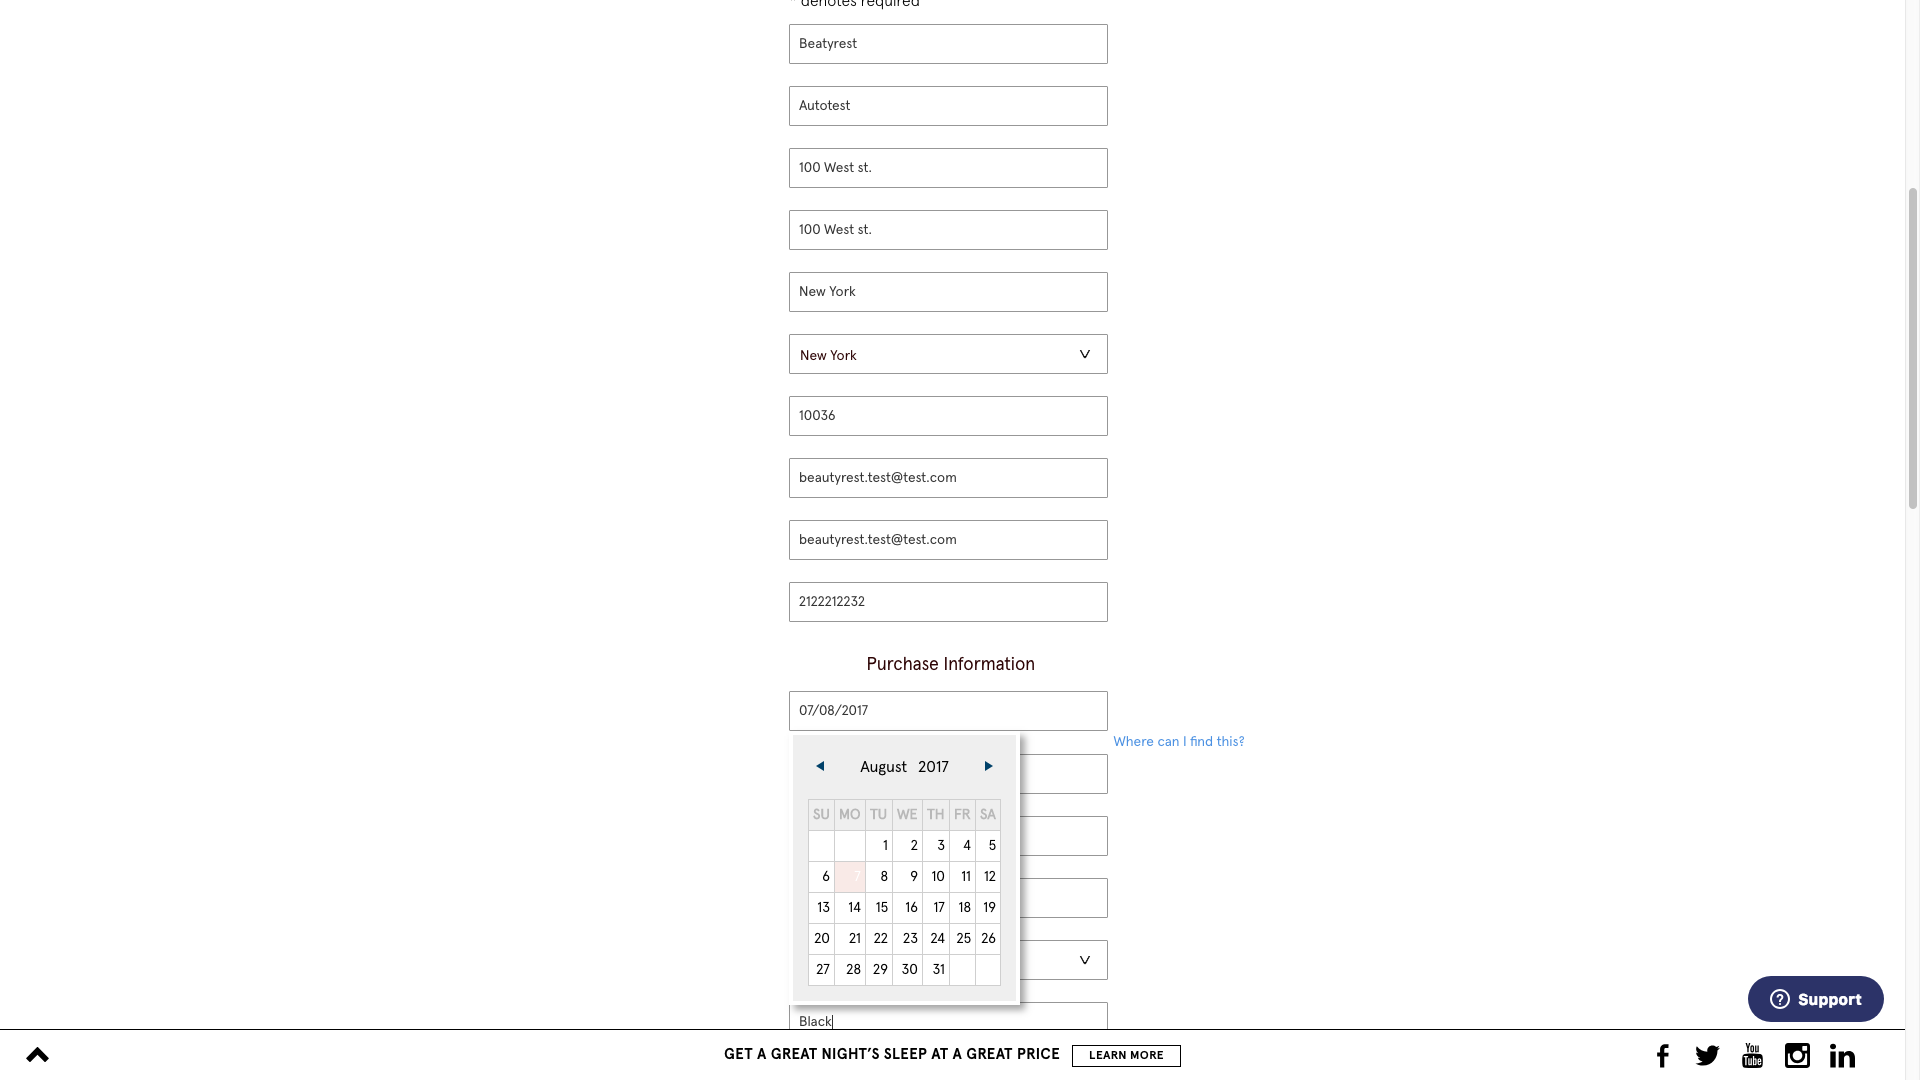 * denotes required
Beatyrest
Autotest
100 West st.
100 West st.
New York
New York
10036
beautyrest.test@test.com
beautyrest.test@test.com
2122212232
Purchase Information
07/08/2017
Where can I find this?
August 2017
SU MO TU WE TH FR SA
1 2 3 4 5
6 7 8 9 10 11 12
13 14 15 16 17 18 19
20 21 22 23 24 25 26
27 28 29 30 31
Black
Support
GET A GREAT NIGHT'S SLEEP AT A GREAT PRICE
LEARN MORE
You
Tube